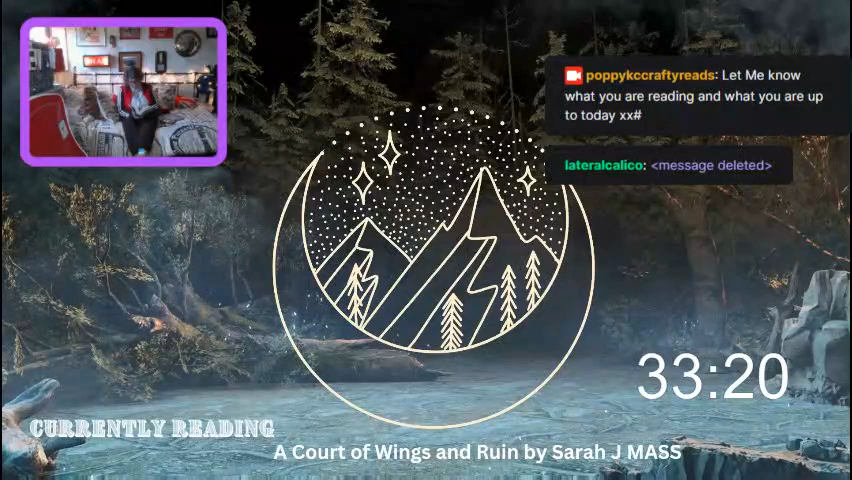 poppykccraftyreads: Let Me know
what you are reading and what you are up
to today xx#
lateralcalico: <message deleted>
33:20
CURRENTLY READING
A Court of Wings and Ruin by Sarah J MASS